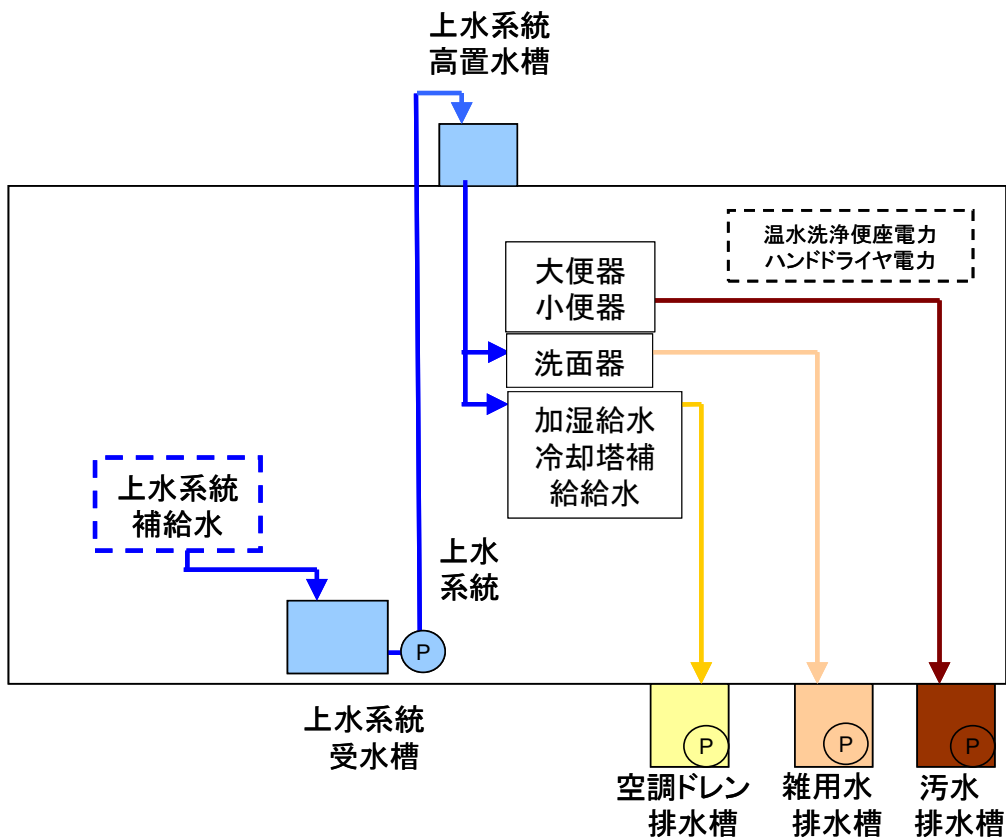 上水系統
高置水槽
温水洗浄便座電力
ハンドドライヤ電力
大便器
小便器
洗面器
加湿給水
冷却塔補
給給水
上水系統
補給水
上水
系統
P
上水系統
受水槽
P
P
P
空調ドレン
排水槽
雑用水
排水槽
汚水
排水槽